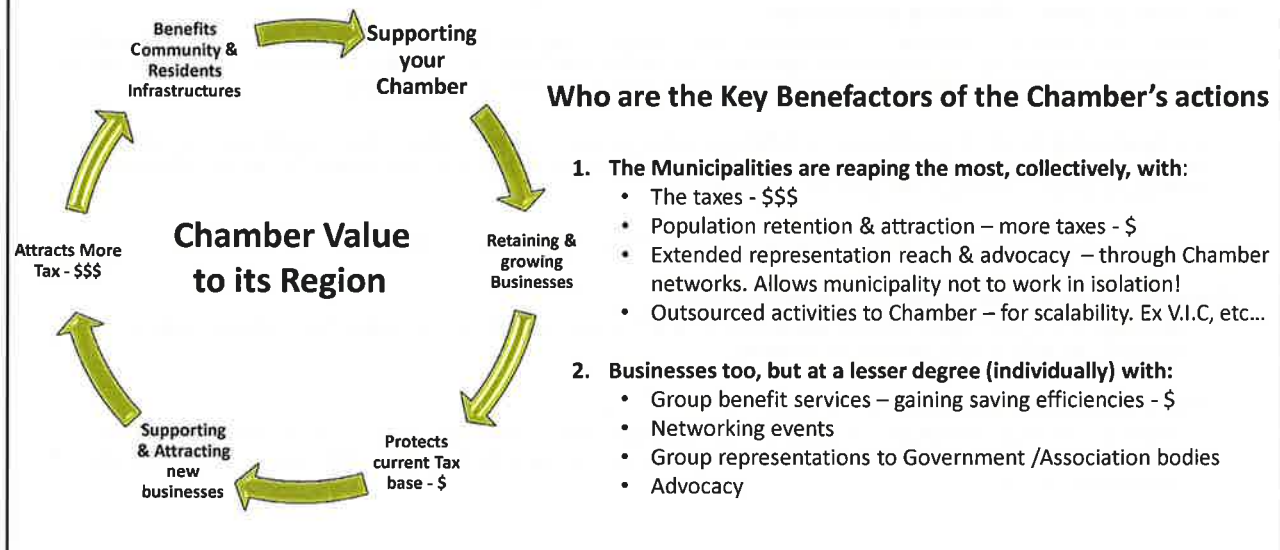 Benefits
Community &
Residents
Infrastructures
Supporting
your
Chamber
Retaining &
growing
Businesses
Protects
current Tax
base - $
Supporting
& Attracting
new
businesses
Attracts More
Tax - $$$
Chamber Value
to its Region
Who are the Key Benefactors of the Chamber's actions
1. The Municipalities are reaping the most, collectively, with:
• The taxes - $$$
• Population retention & attraction – more taxes - $
• Extended representation reach & advocacy – through Chamber
networks. Allows municipality not to work in isolation!
• Outsourced activities to Chamber – for scalability. Ex V.I.C, etc...
2. Businesses too, but at a lesser degree (individually) with:
• Group benefit services – gaining saving efficiencies - $
• Networking events
• Group representations to Government /Association bodies
• Advocacy